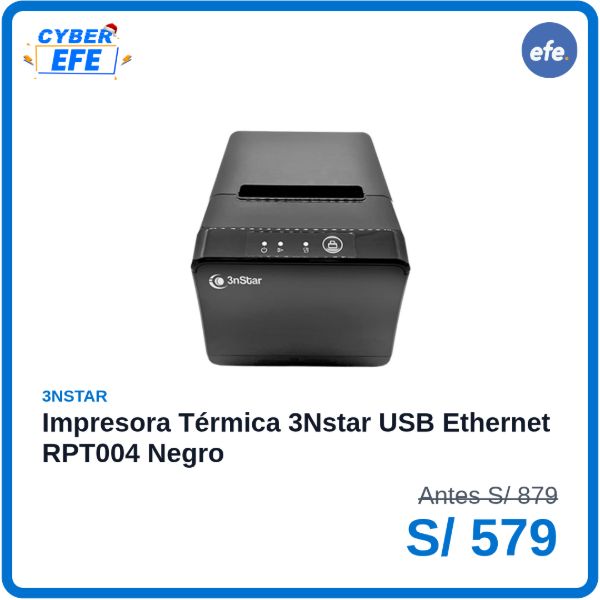 CYBER
EFE
efe.
3nStar
3NSTAR
Impresora Térmica 3Nstar USB Ethernet
RPT004 Negro
Antes S/ 879
S/ 579